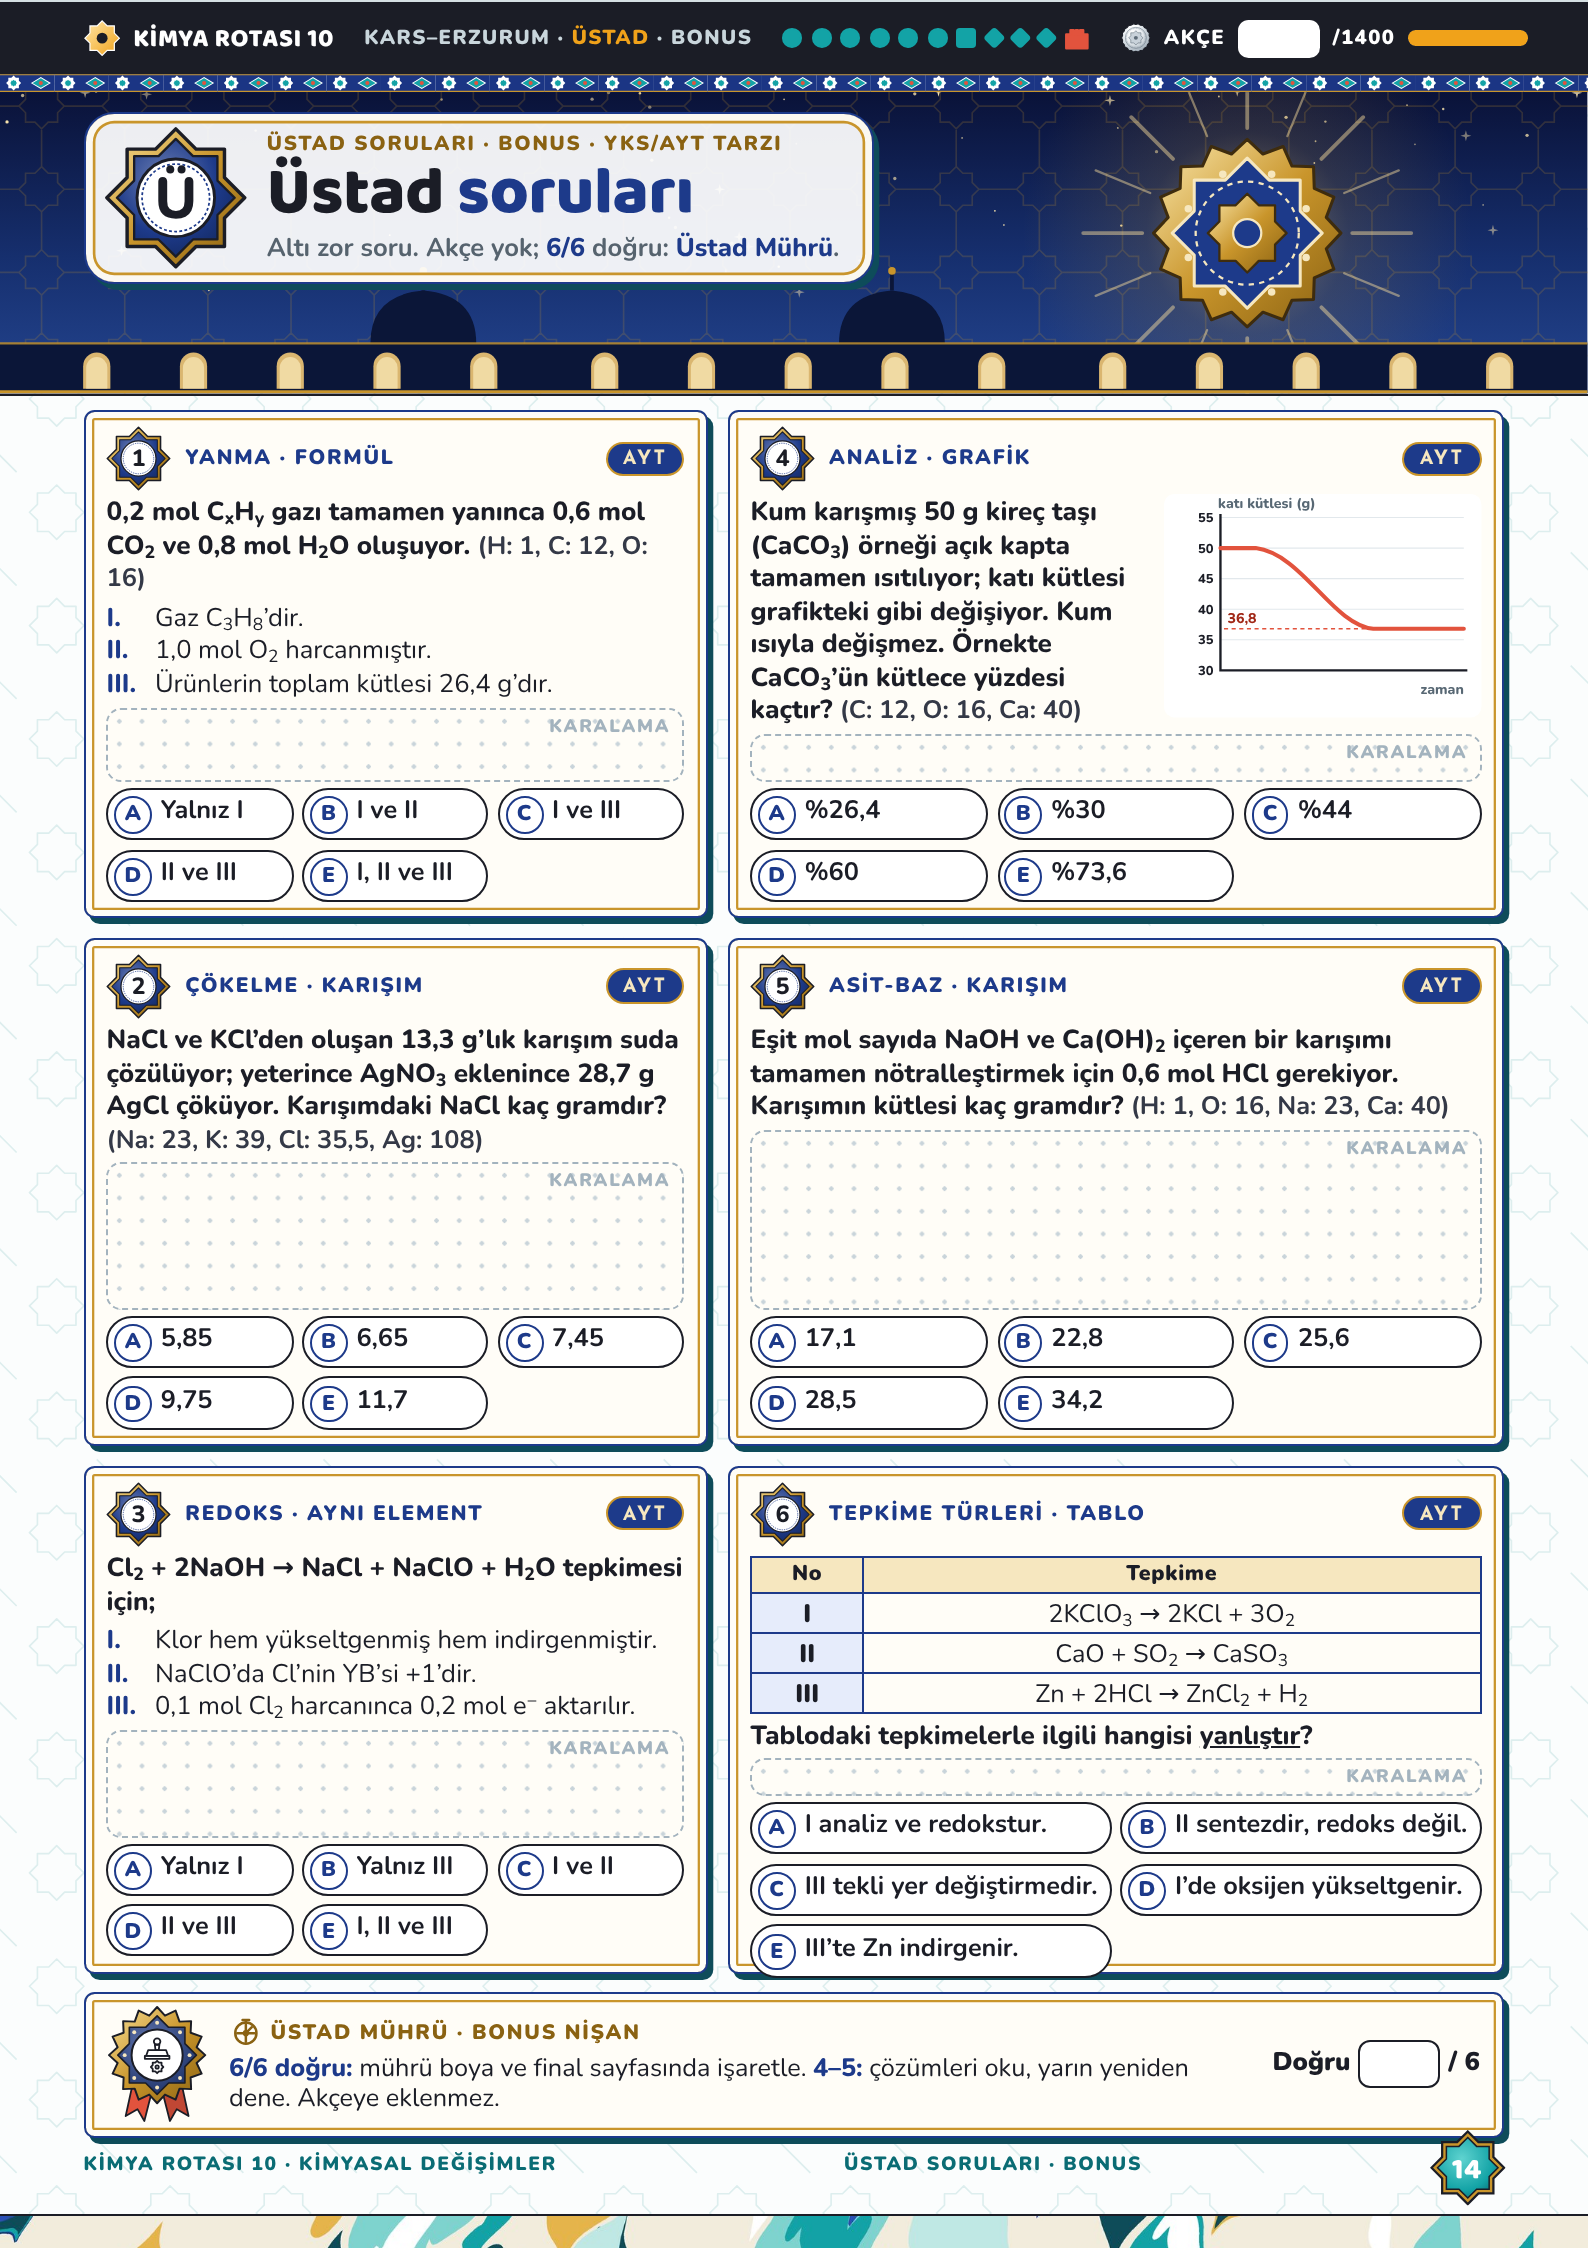 KİMYA ROTASI 10 KARS–ERZURUM · ÜSTAD · BONUS AKÇE /1400
ÜSTAD SORULARI · BONUS · YKS/AYT TARZI
Ü
Üstad soruları
Altı zor soru. Akçe yok; 6/6 doğru: Üstad Mührü.
1 YANMA · FORMÜL AYT
0,2 mol CₓHᵧ gazı tamamen yanınca 0,6 mol
CO₂ ve 0,8 mol H₂O oluşuyor. (H: 1, C: 12, O:
16)
I. Gaz C₃H₈’dir.
II. 1,0 mol O₂ harcanmıştır.
III. Ürünlerin toplam kütlesi 26,4 g’dır.
KARALAMA
A Yalnız I B I ve II C I ve III
D II ve III E I, II ve III
4 ANALİZ · GRAFİK AYT
Kum karışmış 50 g kireç taşı
(CaCO₃) örneği açık kapta
tamamen ısıtılıyor; katı kütlesi
grafikteki gibi değişiyor. Kum
ısıyla değişmez. Örnekte
CaCO₃’ün kütlece yüzdesi
kaçtır? (C: 12, O: 16, Ca: 40)
katı kütlesi (g)
55
50
45
40
36,8
35
30
zaman
KARALAMA
A %26,4 B %30 C %44
D %60 E %73,6
2 ÇÖKELME · KARIŞIM AYT
NaCl ve KCl’den oluşan 13,3 g’lık karışım suda
çözülüyor; yeterince AgNO₃ eklenince 28,7 g
AgCl çöküyor. Karışımdaki NaCl kaç gramdır?
(Na: 23, K: 39, Cl: 35,5, Ag: 108)
KARALAMA
A 5,85 B 6,65 C 7,45
D 9,75 E 11,7
5 ASİT-BAZ · KARIŞIM AYT
Eşit mol sayıda NaOH ve Ca(OH)₂ içeren bir karışımı
tamamen nötralleştirmek için 0,6 mol HCl gerekiyor.
Karışımın kütlesi kaç gramdır? (H: 1, O: 16, Na: 23, Ca: 40)
KARALAMA
A 17,1 B 22,8 C 25,6
D 28,5 E 34,2
3 REDOKS · AYNI ELEMENT AYT
Cl₂ + 2NaOH → NaCl + NaClO + H₂O tepkimesi
için;
I. Klor hem yükseltgenmiş hem indirgenmiştir.
II. NaClO’da Cl’nin YB’si +1’dir.
III. 0,1 mol Cl₂ harcanınca 0,2 mol e⁻ aktarılır.
KARALAMA
A Yalnız I B Yalnız III C I ve II
D II ve III E I, II ve III
6 TEPKİME TÜRLERİ · TABLO AYT
No Tepkime
I 2KClO₃ → 2KCl + 3O₂
II CaO + SO₂ → CaSO₃
III Zn + 2HCl → ZnCl₂ + H₂
Tablodaki tepkimelerle ilgili hangisi yanlıştır?
KARALAMA
A I analiz ve redokstur. B II sentezdir, redoks değil.
C III tekli yer değiştirmedir. D I’de oksijen yükseltgenir.
E III’te Zn indirgenir.
ÜSTAD MÜHRÜ · BONUS NİŞAN
6/6 doğru: mührü boya ve final sayfasında işaretle. 4–5: çözümleri oku, yarın yeniden
dene. Akçeye eklenmez.
Doğru / 6
KİMYA ROTASI 10 · KİMYASAL DEĞİŞİMLER ÜSTAD SORULARI · BONUS 14